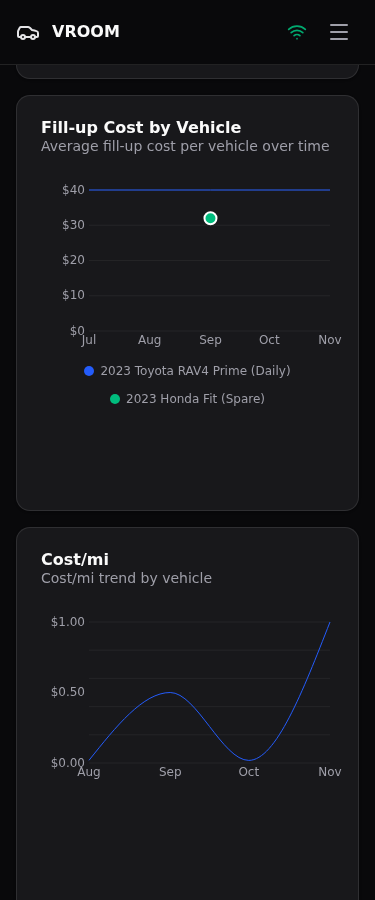 VROOM
Fill-up Cost by Vehicle
Average fill-up cost per vehicle over time
$40
$30
$20
$10
$0
Jul Aug Sep Oct Nov
2023 Toyota RAV4 Prime (Daily)
2023 Honda Fit (Spare)
Cost/mi
Cost/mi trend by vehicle
$1.00
$0.50
$0.00
Aug Sep Oct Nov